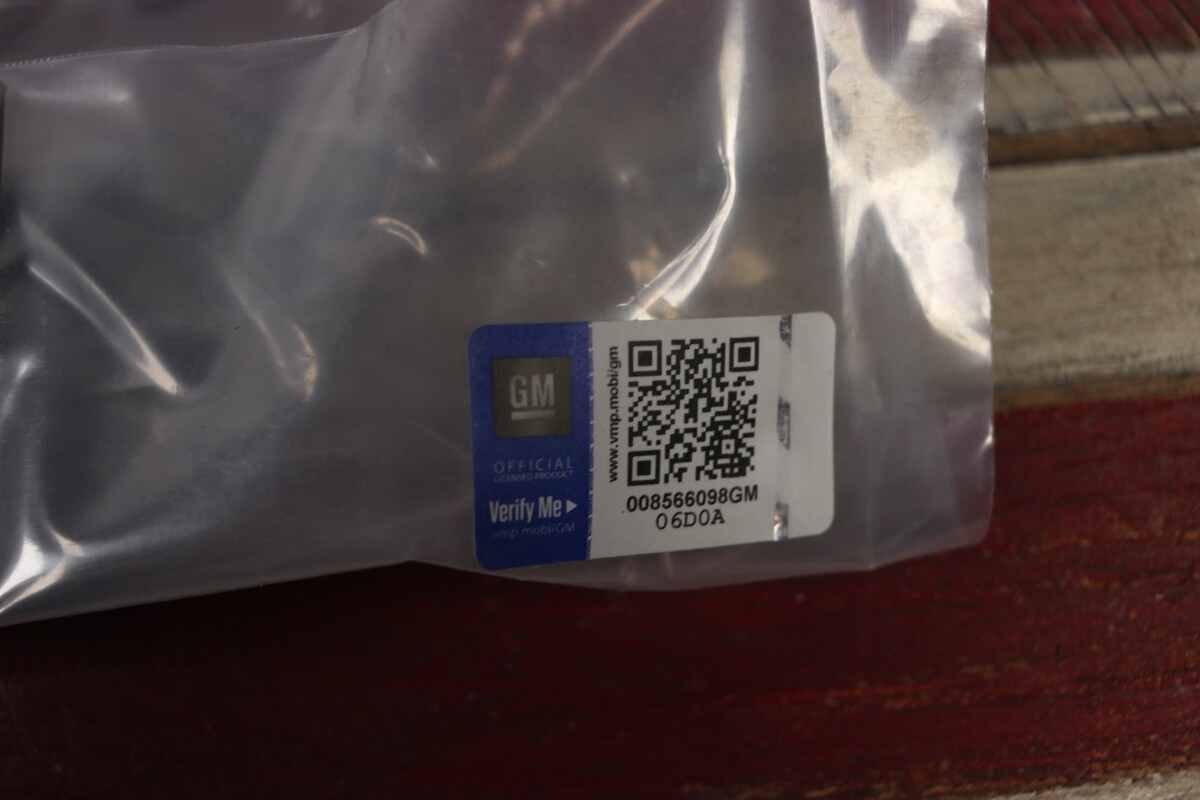 GM
OFFICIAL
LICENSED PRODUCT
Verify Me
vmp.mobi/GM
www.vmp.mobi/gm
008566098GM
06D0A